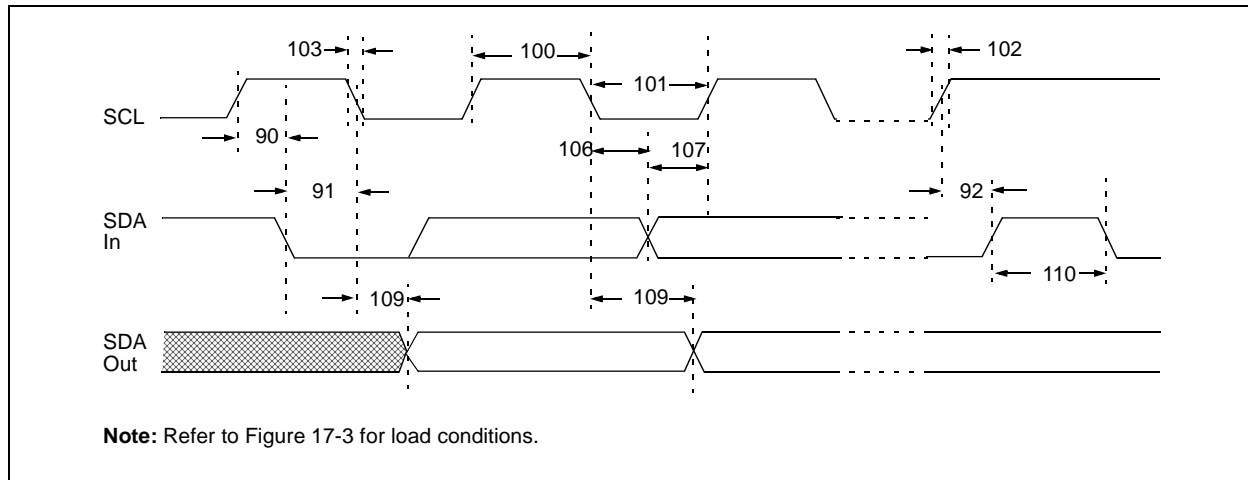 103
100
102
101
SCL
90
106
107
91
92
SDA
In
110
109
109
SDA
Out
Note: Refer to Figure 17-3 for load conditions.